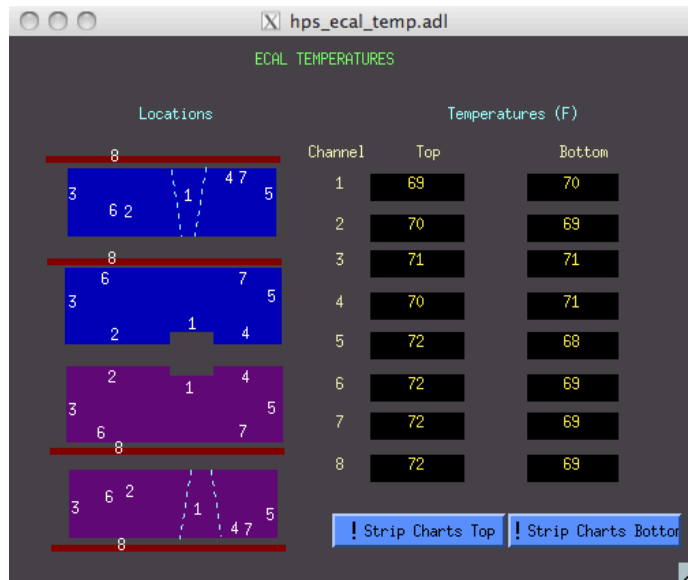 hps_ecal_temp.adl
ECAL TEMPERATURES
Locations
Temperatures (F)
Channel Top Bottom
1 69 70
2 70 69
3 71 71
4 70 71
5 72 68
6 72 69
7 72 69
8 72 69
8
3 6 2 1 4 7 5
8
6 7
3 5
2 1 4
2 1 4
3 5
6 7
8
3 6 2 1 4 7 5
8
! Strip Charts Top
! Strip Charts Bottom